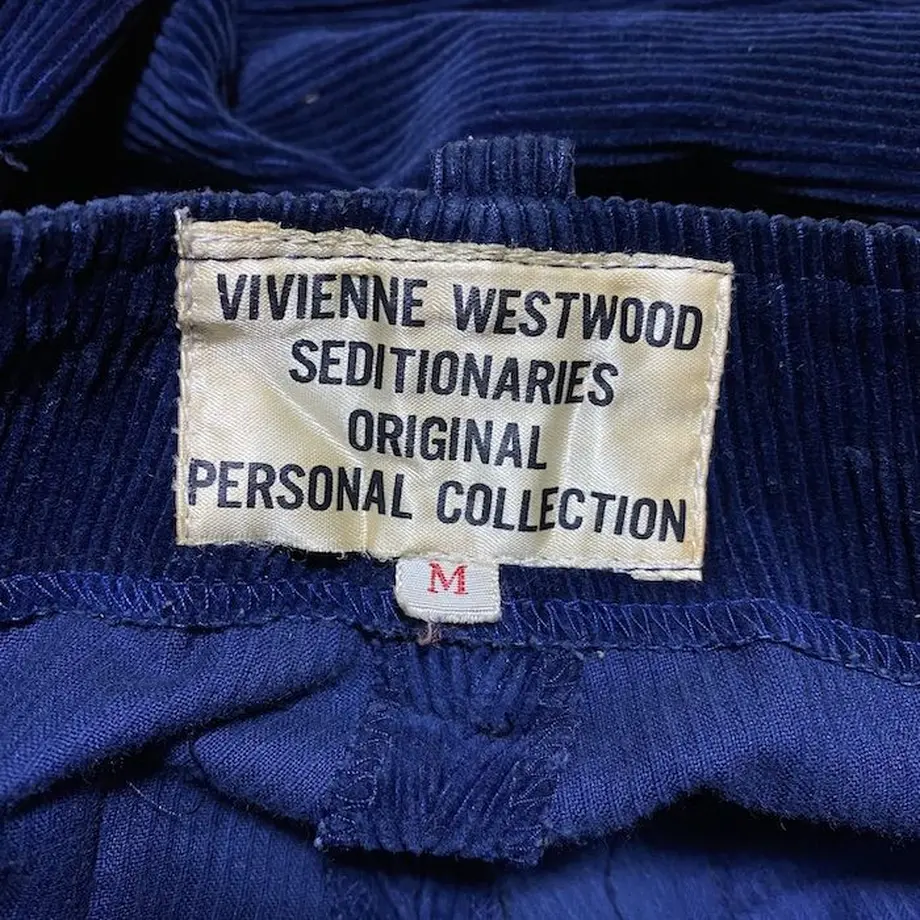 VIVIENNE WESTWOOD
SEDITIONARIES
ORIGINAL
PERSONAL COLLECTION
M